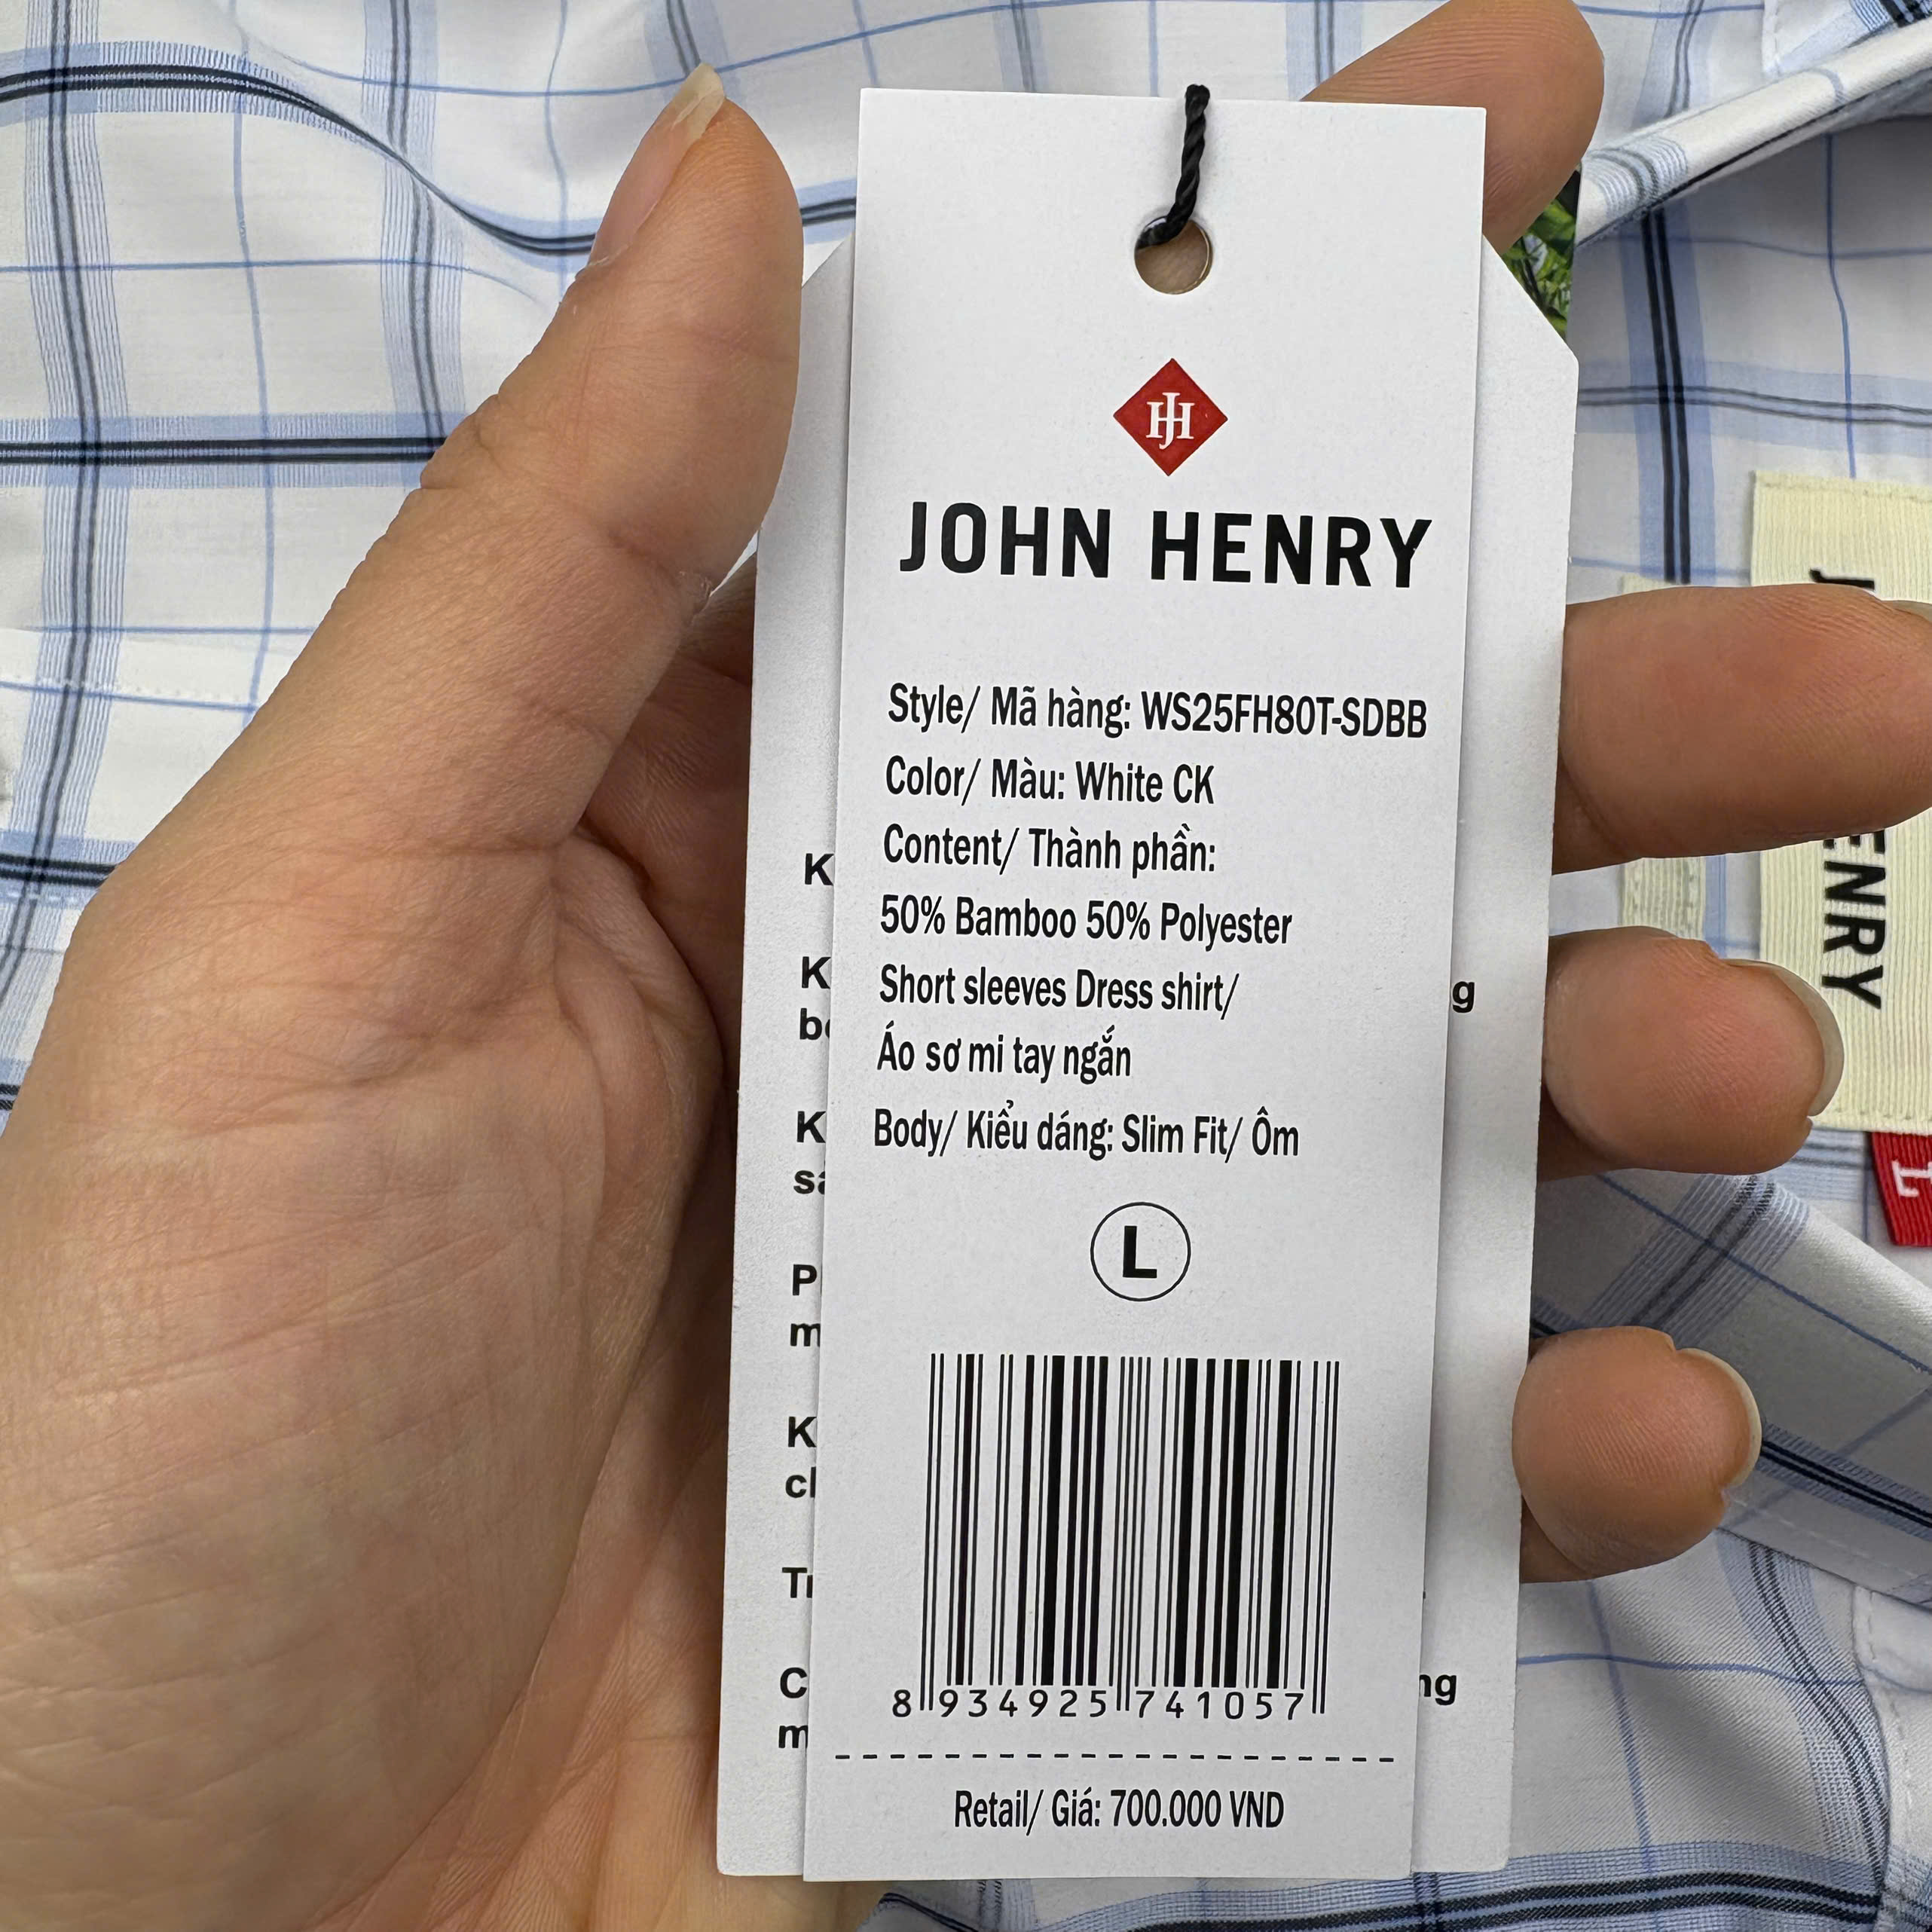 JH
JOHN HENRY
Style/ Mã hàng: WS25FH80T-SDBB
Color/ Màu: White CK
Content/ Thành phần:
50% Bamboo 50% Polyester
Short sleeves Dress shirt/
Áo sơ mi tay ngắn
Body/ Kiểu dáng: Slim Fit/ Ôm
L
8 934925 741057
Retail/ Giá: 700.000 VND
ENRY